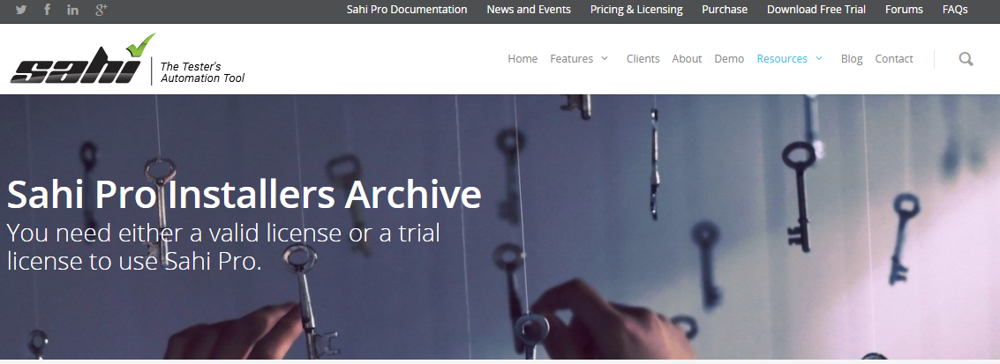 Sahi Pro Documentation News and Events Pricing & Licensing Purchase Download Free Trial Forums FAQs
sahi The Tester's
Automation Tool
Home Features Clients About Demo Resources Blog Contact
Sahi Pro Installers Archive
You need either a valid license or a trial
license to use Sahi Pro.